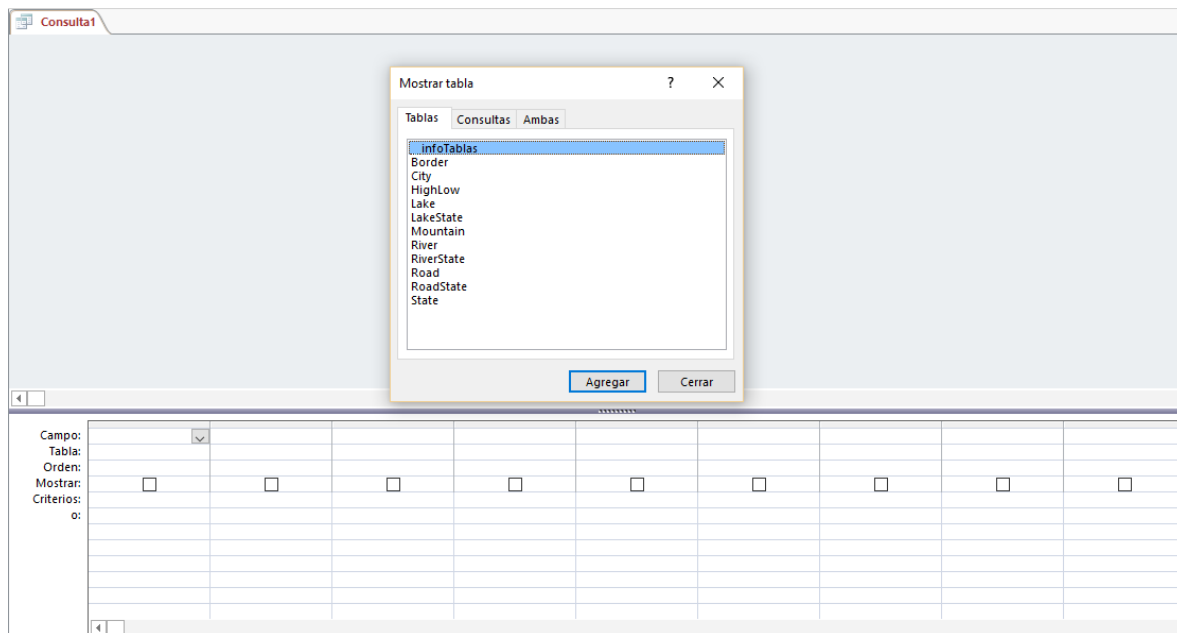 Consulta1
Mostrar tabla
?
Tablas Consultas Ambas
infoTablas
Border
City
HighLow
Lake
LakeState
Mountain
River
RiverState
Road
RoadState
State
Agregar Cerrar
Campo:
Tabla:
Orden:
Mostrar:
Criterios:
o: